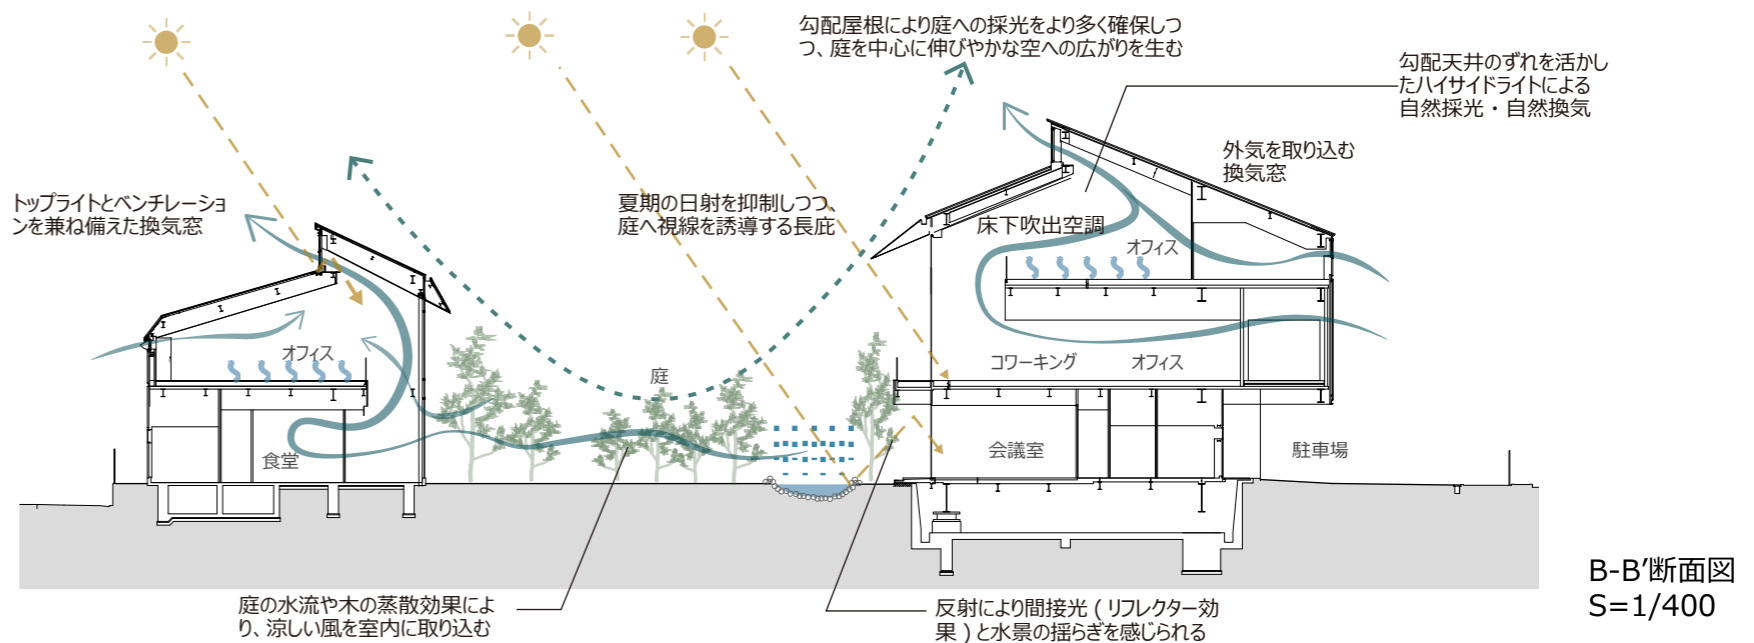 勾配屋根により庭への採光をより多く確保しつ
つ、庭を中心に伸びやかな空への広がりを生む
勾配天井のずれを活かし
たハイサイドライトによる
自然採光・自然換気
外気を取り込む
換気窓
トップライトとベンチレーショ
ンを兼ね備えた換気窓
夏期の日射を抑制しつつ、
庭へ視線を誘導する長庇
床下吹出空調
オフィス
オフィス
庭
コワーキング
オフィス
食堂
会議室
駐車場
庭の水流や木の蒸散効果によ
り、涼しい風を室内に取り込む
反射により間接光 ( リフレクター効
果 ) と水景の揺らぎを感じられる
B-B'断面図
S=1/400